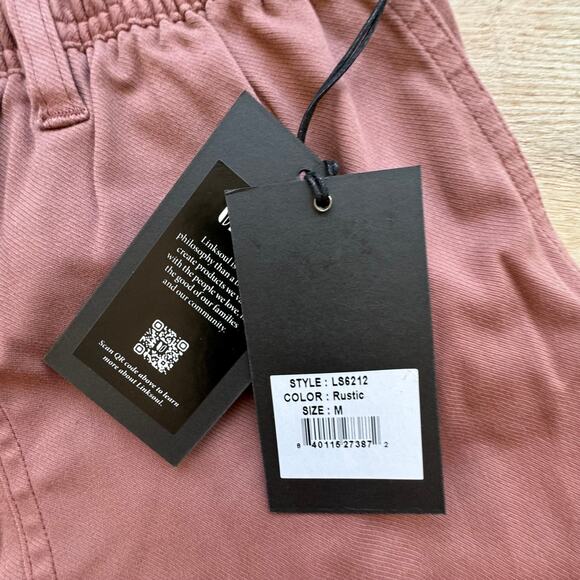 Linksoul is
philosophy than a
create products we
with the people we love.
the good of our families
and our community.
Scan QR code above to learn
more about Linksoul.
STYLE : LS6212
COLOR : Rustic
SIZE : M
8 40115 27387 2